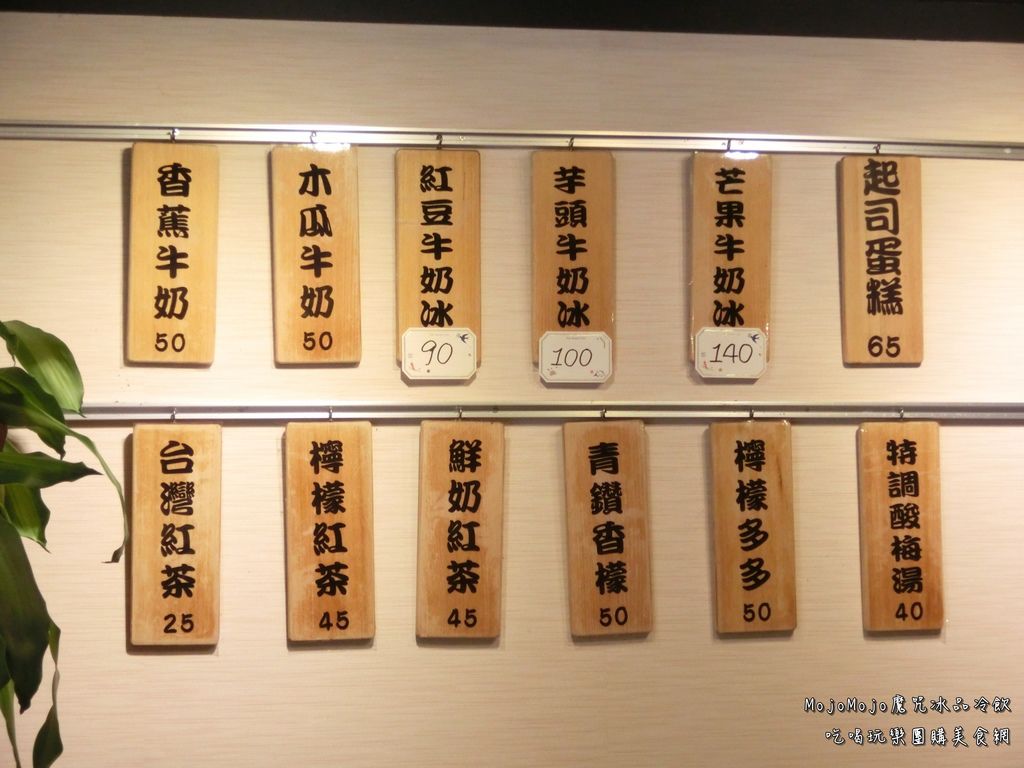 香蕉牛奶
50
木瓜牛奶
50
紅豆牛奶冰
90
芋頭牛奶冰
100
芒果牛奶冰
140
起司蛋糕
65
台灣紅茶
25
檸檬紅茶
45
鮮奶紅茶
45
青鑽香檬
50
檸檬多多
50
特調酸梅湯
40
MojoMojo魔咒冰品冷飲
吃喝玩樂團購美食網